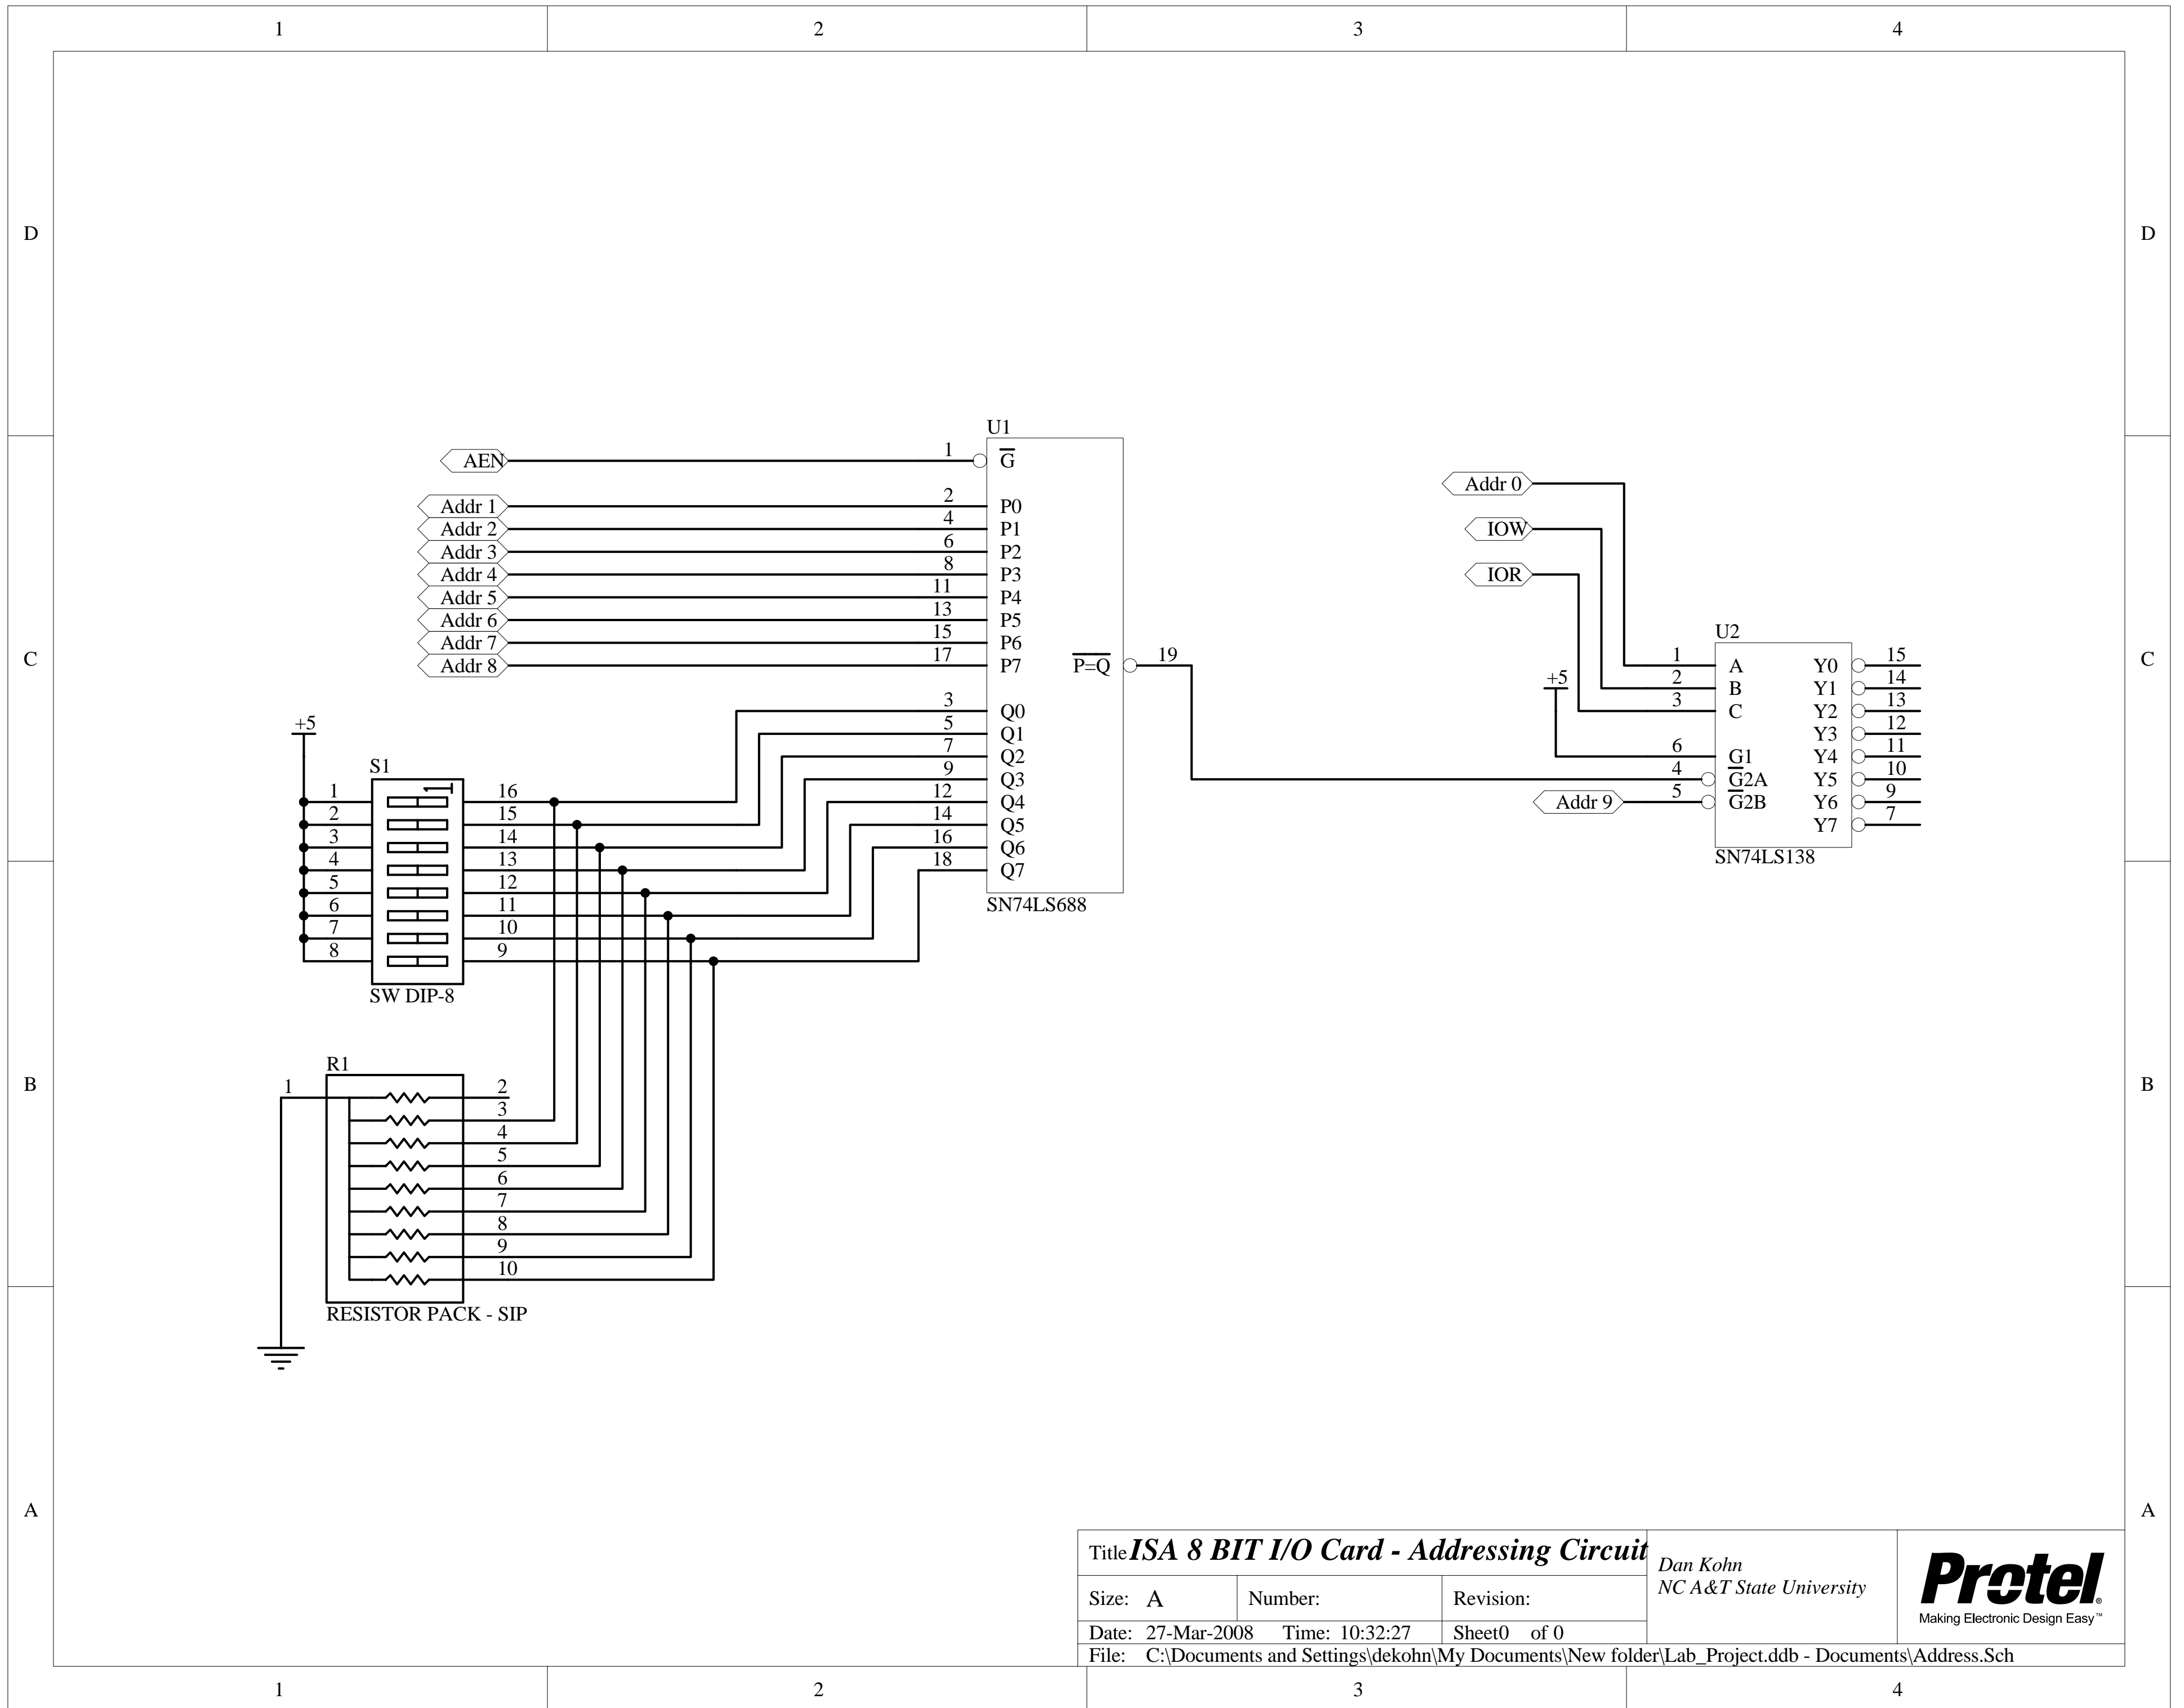 1 2 3 4
D D
U1
AEN 1 G
Addr 0
Addr 1 2 P0
Addr 2 4 P1
IOW
Addr 3 6 P2
Addr 4 8 P3
IOR
Addr 5 11 P4
Addr 6 13 P5
Addr 7 15 P6
U2
Addr 8 17 P7 P=Q 19
1 A Y0 15
C C
+5 2 B Y1 14
3 Q0 3 C Y2 13
+5 5 Q1 Y3 12
7 Q2 6 G1 Y4 11
S1 9 Q3 4 G2A Y5 10
1 16 12 Q4 Addr 9 5 G2B Y6 9
2 15 14 Q5 Y7 7
3 14 16 Q6
SN74LS138
4 13 18 Q7
5 12
SN74LS688
6 11
7 10
8 9
SW DIP-8
R1
B B
1 2
3
4
5
6
7
8
9
10
RESISTOR PACK - SIP
A A
Title ISA 8 BIT I/O Card - Addressing Circuit
Dan Kohn
NC A&T State University
Protel®
Making Electronic Design Easy™
Size: A Number: Revision:
Date: 27-Mar-2008 Time: 10:32:27 Sheet0 of 0
File: C:\Documents and Settings\dekohn\My Documents\New folder\Lab_Project.ddb - Documents\Address.Sch
1 2 3 4